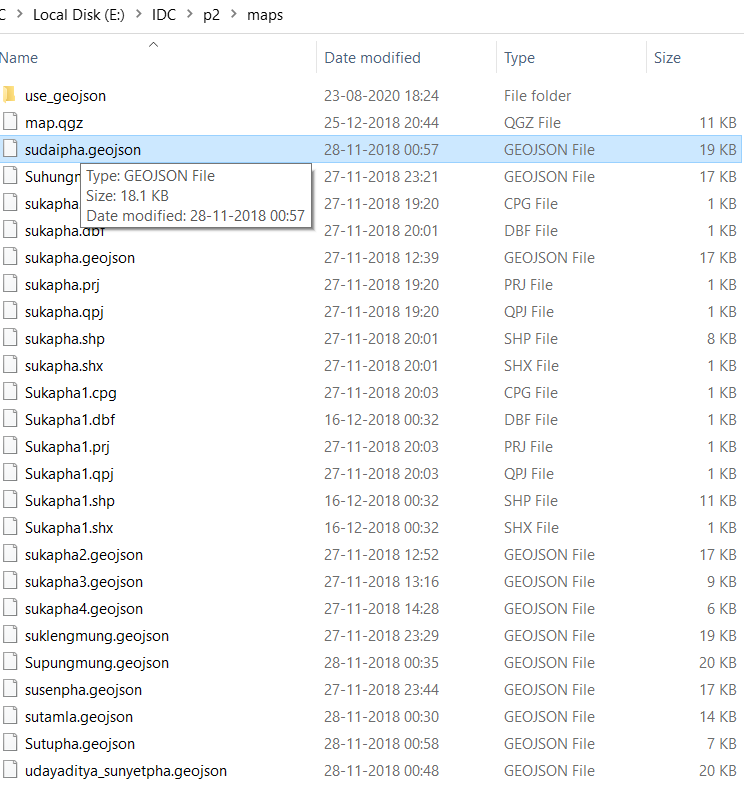 C > Local Disk (E:) > IDC > p2 > maps
Name Date modified Type Size
use_geojson 23-08-2020 18:24 File folder
map.qgz 25-12-2018 20:44 QGZ File 11 KB
sudaipha.geojson 28-11-2018 00:57 GEOJSON File 19 KB
Suhungm 27-11-2018 23:21 GEOJSON File 17 KB
Type: GEOJSON File
Size: 18.1 KB
Date modified: 28-11-2018 00:57
sukapha. 27-11-2018 19:20 CPG File 1 KB
sukapha.dbf 27-11-2018 20:01 DBF File 1 KB
sukapha.geojson 27-11-2018 12:39 GEOJSON File 17 KB
sukapha.prj 27-11-2018 19:20 PRJ File 1 KB
sukapha.qpj 27-11-2018 19:20 QPJ File 1 KB
sukapha.shp 27-11-2018 20:01 SHP File 8 KB
sukapha.shx 27-11-2018 20:01 SHX File 1 KB
Sukapha1.cpg 27-11-2018 20:03 CPG File 1 KB
Sukapha1.dbf 16-12-2018 00:32 DBF File 1 KB
Sukapha1.prj 27-11-2018 20:03 PRJ File 1 KB
Sukapha1.qpj 27-11-2018 20:03 QPJ File 1 KB
Sukapha1.shp 16-12-2018 00:32 SHP File 11 KB
Sukapha1.shx 16-12-2018 00:32 SHX File 1 KB
sukapha2.geojson 27-11-2018 12:52 GEOJSON File 17 KB
sukapha3.geojson 27-11-2018 13:16 GEOJSON File 9 KB
sukapha4.geojson 27-11-2018 14:28 GEOJSON File 6 KB
suklengmung.geojson 27-11-2018 23:29 GEOJSON File 19 KB
Supungmung.geojson 28-11-2018 00:35 GEOJSON File 20 KB
susenpha.geojson 27-11-2018 23:44 GEOJSON File 17 KB
sutamla.geojson 28-11-2018 00:30 GEOJSON File 14 KB
Sutupha.geojson 28-11-2018 00:58 GEOJSON File 7 KB
udayaditya_sunyetpha.geojson 28-11-2018 00:48 GEOJSON File 20 KB